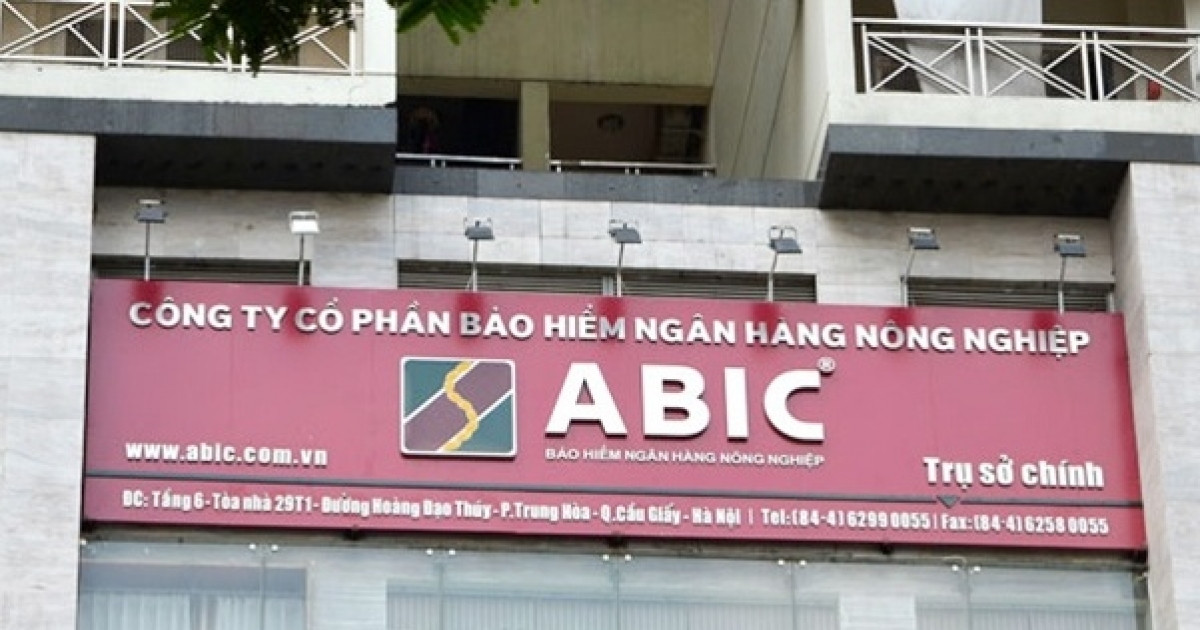 CÔNG TY CỔ PHẦN BẢO HIỂM NGÂN HÀNG NÔNG NGHIỆP
ABIC®
BẢO HIỂM NGÂN HÀNG NÔNG NGHIỆP
www.abic.com.vn
Trụ sở chính
ĐC: Tầng 6 - Tòa nhà 29T1 - Đường Hoàng Đạo Thúy - P.Trung Hòa - Q.Cầu Giấy - Hà Nội | Tel: (84-4) 6299 0055 | Fax: (84-4) 6258 0055